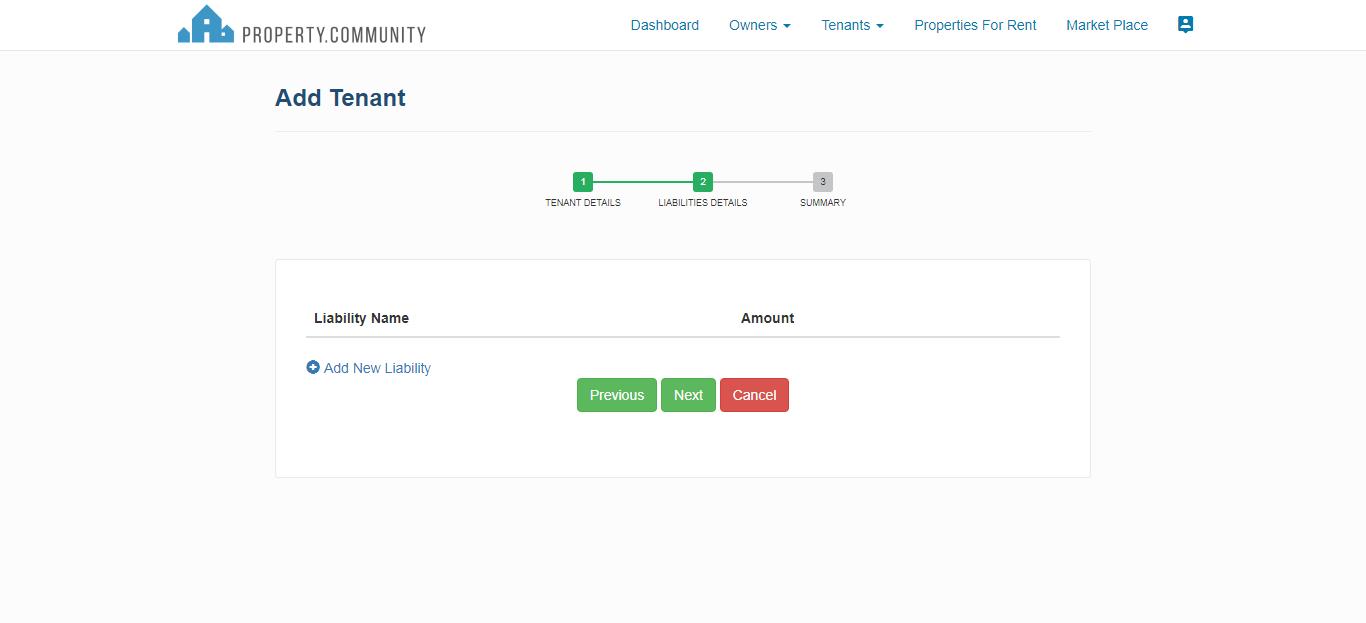 PROPERTY.COMMUNITY
Dashboard Owners Tenants Properties For Rent Market Place
Add Tenant
1 2 3
TENANT DETAILS LIABILITIES DETAILS SUMMARY
Liability Name Amount
Add New Liability
Previous Next Cancel